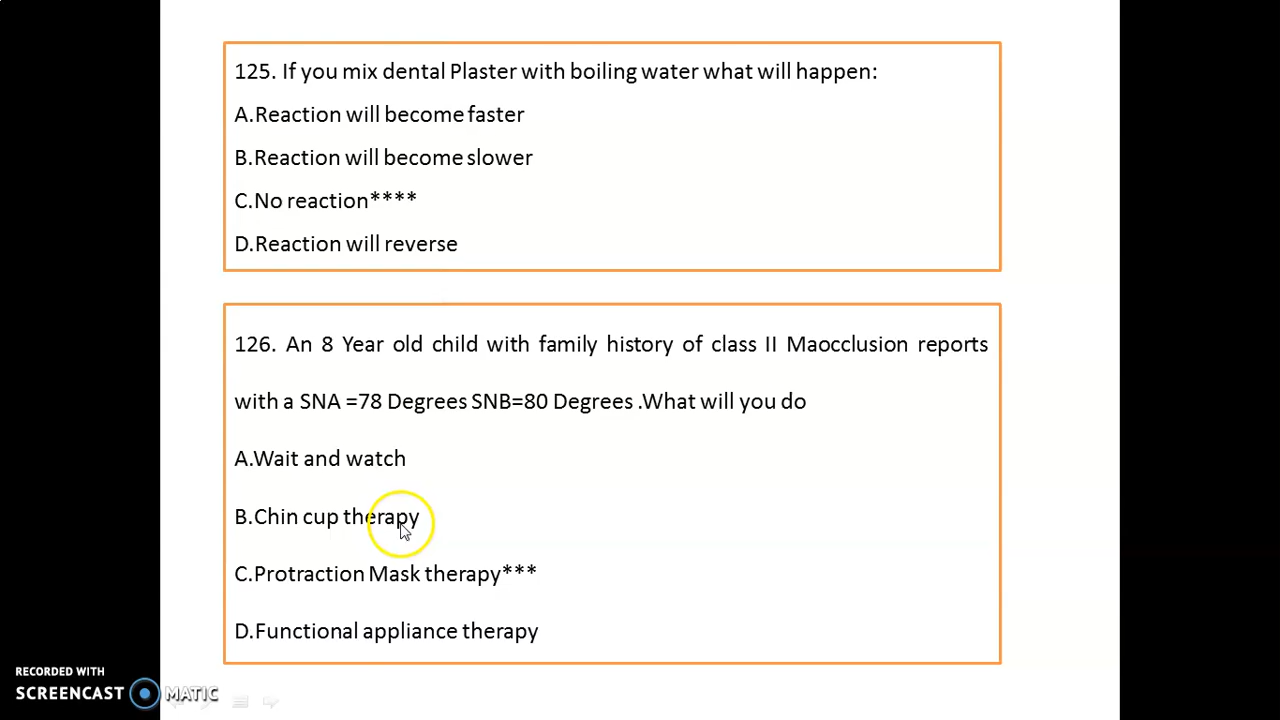 125. If you mix dental Plaster with boiling water what will happen:
A.Reaction will become faster
B.Reaction will become slower
C.No reaction****
D.Reaction will reverse
126. An 8 Year old child with family history of class II Maocclusion reports
with a SNA =78 Degrees SNB=80 Degrees .What will you do
A.Wait and watch
B.Chin cup therapy
C.Protraction Mask therapy***
D.Functional appliance therapy
RECORDED WITH
SCREENCAST MATIC